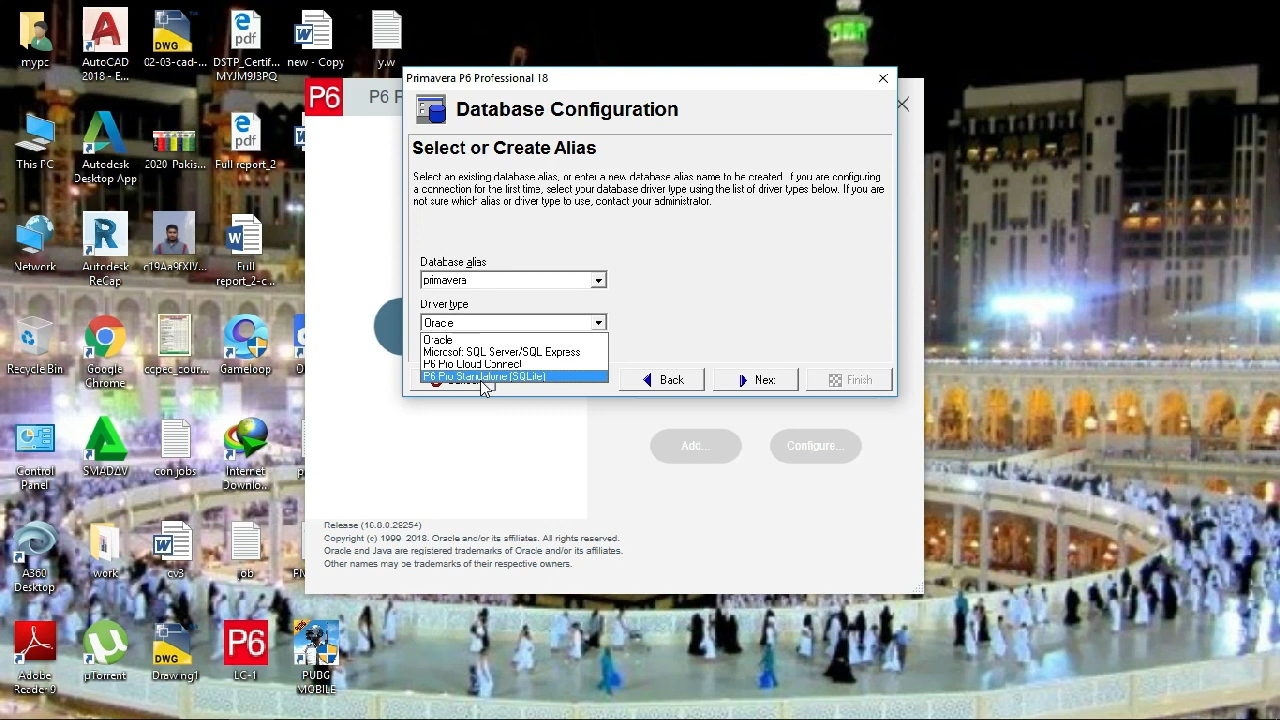 mypc
AutoCAD
2018 - E...
DWG
02-03-cad-...
pdf
DSTP_Certif...
MYJM9J3PQ
new - Copy
y.w
This PC
Autodesk
Desktop App
2020-Pakis...
pdf
Full report_2
Network
Autodesk
ReCap
c19Aa9fXIV...
Full
report_2-c...
Recycle Bin
Google
Chrome
ccpec_cour...
Gameloop
Control
Panel
SMADAV
con jobs
Internet
Downlo...
A360
Desktop
work
cv3
job
Adobe
Reader 9
µTorrent
DWG
Drawing1
P6
LC-1
PUBG
MOBILE
P6
Primavera P6 Professional 18
Database Configuration
Select or Create Alias
Select an existing database alias, or enter a new database alias name to be created. If you are configuring
a connection for the first time, select your database driver type using the list of driver types below. If you are
not sure which alias or driver type to use, contact your administrator.
Database alias
primavera
Driver type
Oracle
Oracle
Microsoft SQL Server/SQL Express
P6 Pro Cloud Connect
P6 Pro Standalone (SQLite)
Back
Next
Finish
Add...
Configure...
Copyright (c) 1999, 2018, Oracle and/or its affiliates. All rights reserved.
Oracle and Java are registered trademarks of Oracle and/or its affiliates.
Other names may be trademarks of their respective owners.